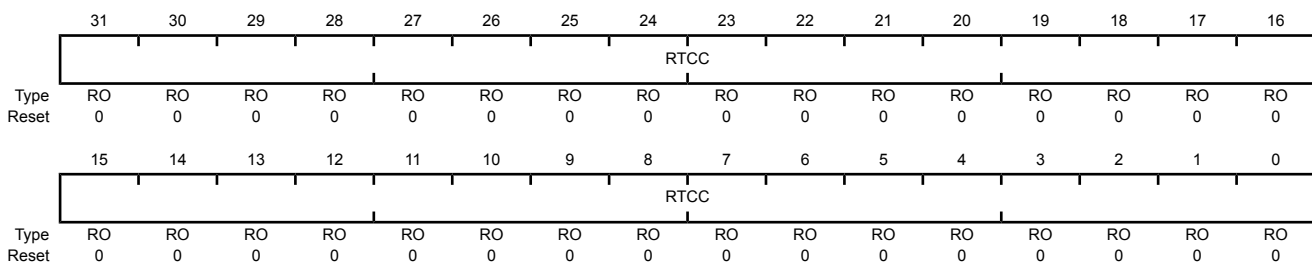 31 30 29 28 27 26 25 24 23 22 21 20 19 18 17 16
RTCC
Type RO RO RO RO RO RO RO RO RO RO RO RO RO RO RO RO
Reset 0 0 0 0 0 0 0 0 0 0 0 0 0 0 0 0
15 14 13 12 11 10 9 8 7 6 5 4 3 2 1 0
RTCC
Type RO RO RO RO RO RO RO RO RO RO RO RO RO RO RO RO
Reset 0 0 0 0 0 0 0 0 0 0 0 0 0 0 0 0